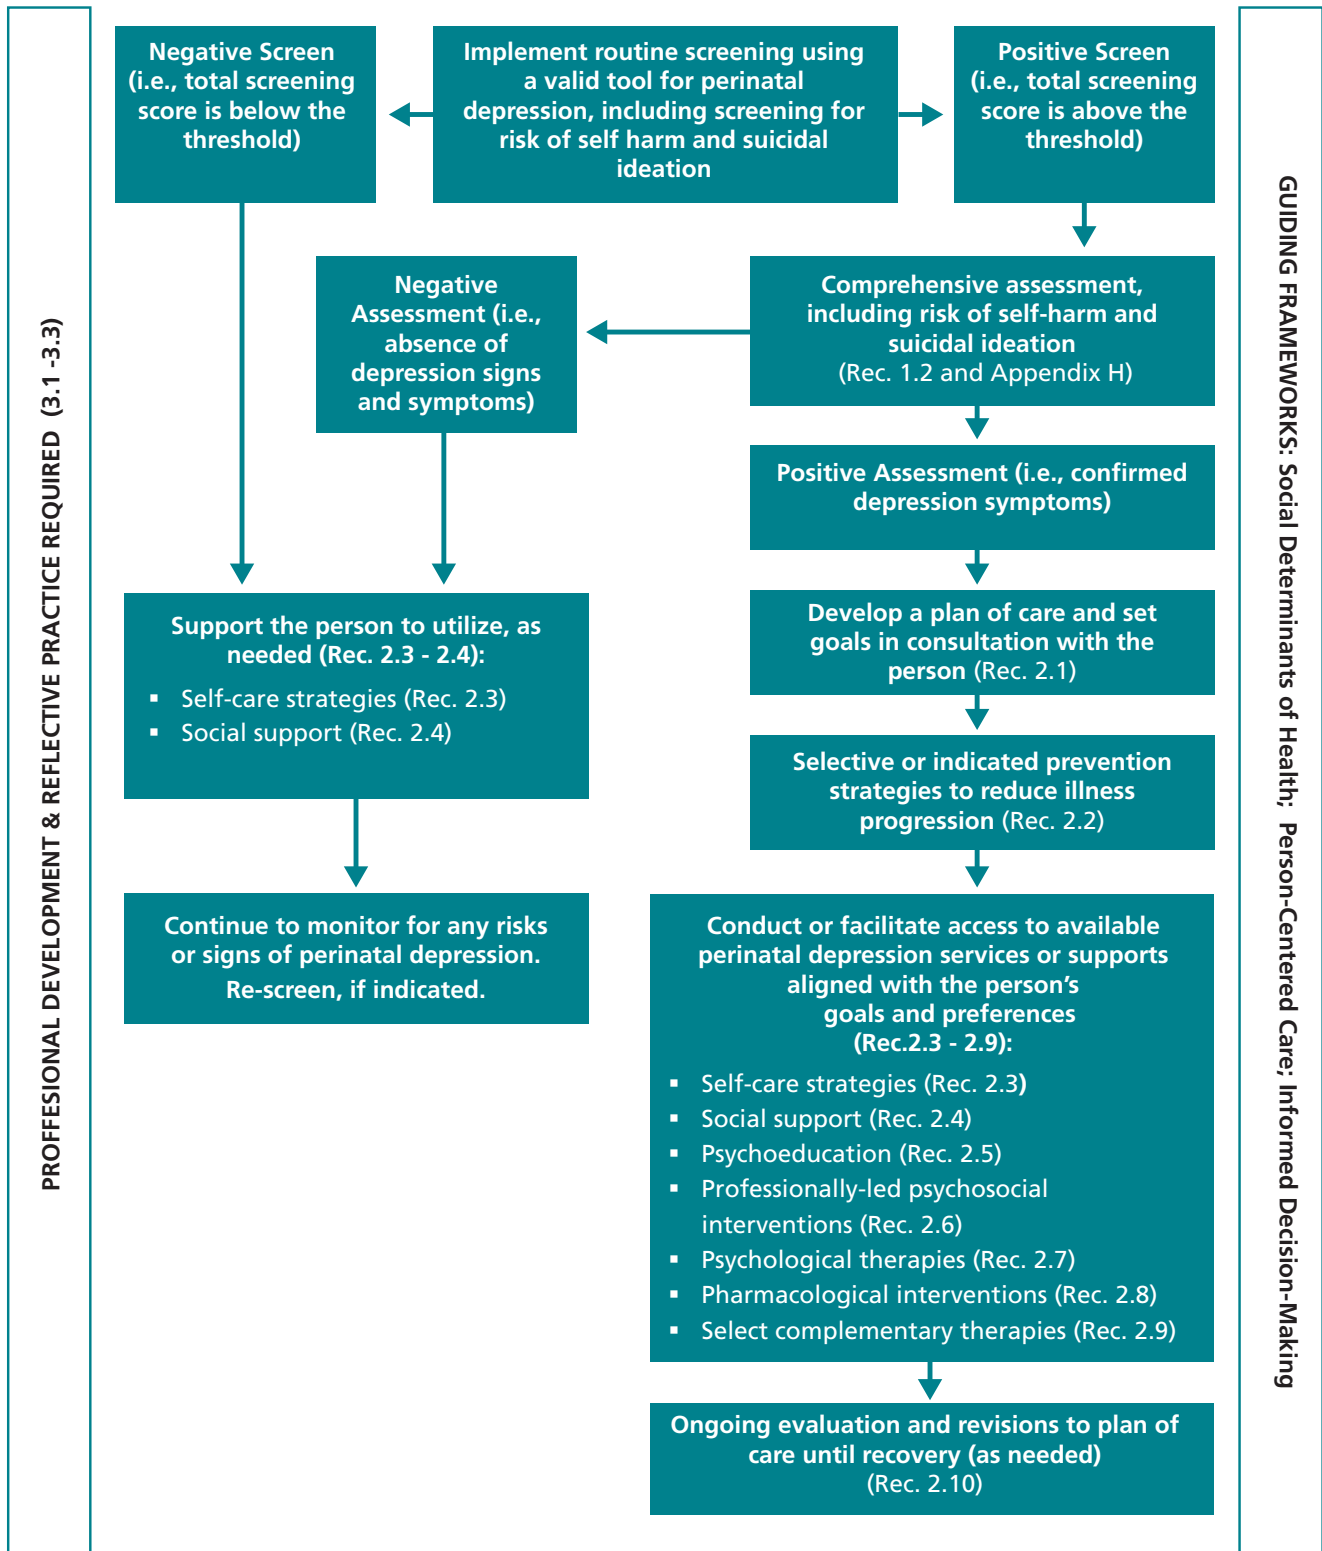 PROFFESIONAL DEVELOPMENT & REFLECTIVE PRACTICE REQUIRED  (3.1 -3.3)
Negative Screen
(i.e., total screening
score is below the
threshold)
Implement routine screening using
a valid tool for perinatal
depression, including screening for
risk of self harm and suicidal
ideation
Positive Screen
(i.e., total screening
score is above the
threshold)
Negative
Assessment (i.e.,
absence of
depression signs
and symptoms)
Comprehensive assessment,
including risk of self-harm and
suicidal ideation
(Rec. 1.2 and Appendix H)
Positive Assessment (i.e., confirmed
depression symptoms)
Support the person to utilize, as
needed (Rec. 2.3 - 2.4):
▪ Self-care strategies (Rec. 2.3)
▪ Social support (Rec. 2.4)
Develop a plan of care and set
goals in consultation with the
person (Rec. 2.1)
Selective or indicated prevention
strategies to reduce illness
progression (Rec. 2.2)
Continue to monitor for any risks
or signs of perinatal depression.
Re-screen, if indicated.
Conduct or facilitate access to available
perinatal depression services or supports
aligned with the person’s
goals and preferences
(Rec.2.3 - 2.9):
▪ Self-care strategies (Rec. 2.3)
▪ Social support (Rec. 2.4)
▪ Psychoeducation (Rec. 2.5)
▪ Professionally-led psychosocial
interventions (Rec. 2.6)
▪ Psychological therapies (Rec. 2.7)
▪ Pharmacological interventions (Rec. 2.8)
▪ Select complementary therapies (Rec. 2.9)
Ongoing evaluation and revisions to plan of
care until recovery (as needed)
(Rec. 2.10)
GUIDING FRAMEWORKS: Social Determinants of Health;  Person-Centered Care; Informed Decision-Making